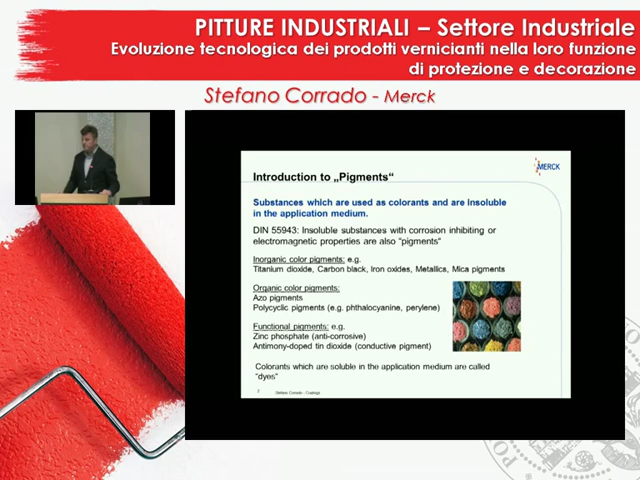 PITTURE INDUSTRIALI – Settore Industriale
Evoluzione tecnologica dei prodotti vernicianti nella loro funzione
di protezione e decorazione
Stefano Corrado - Merck
MERCK
Introduction to „Pigments“
Substances which are used as colorants and are insoluble
in the application medium.
DIN 55943: Insoluble substances with corrosion inhibiting or
electromagnetic properties are also "pigments"
Inorganic color pigments: e.g.
Titanium dioxide, Carbon black, Iron oxides, Metallics, Mica pigments
Organic color pigments:
Azo pigments
Polycyclic pigments (e.g. phthalocyanine, perylene)
Functional pigments: e.g.
Zinc phosphate (anti-corrosive)
Antimony-doped tin dioxide (conductive pigment)
Colorants which are soluble in the application medium are called
"dyes"
2 Stefano Corrado - Coatings